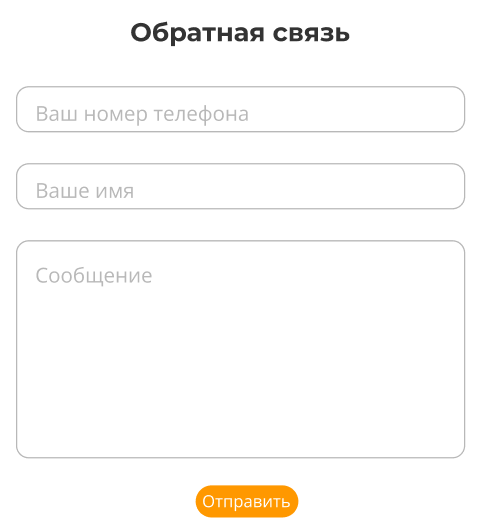 Обратная связь
Ваш номер телефона
Ваше имя
Сообщение
Отправить